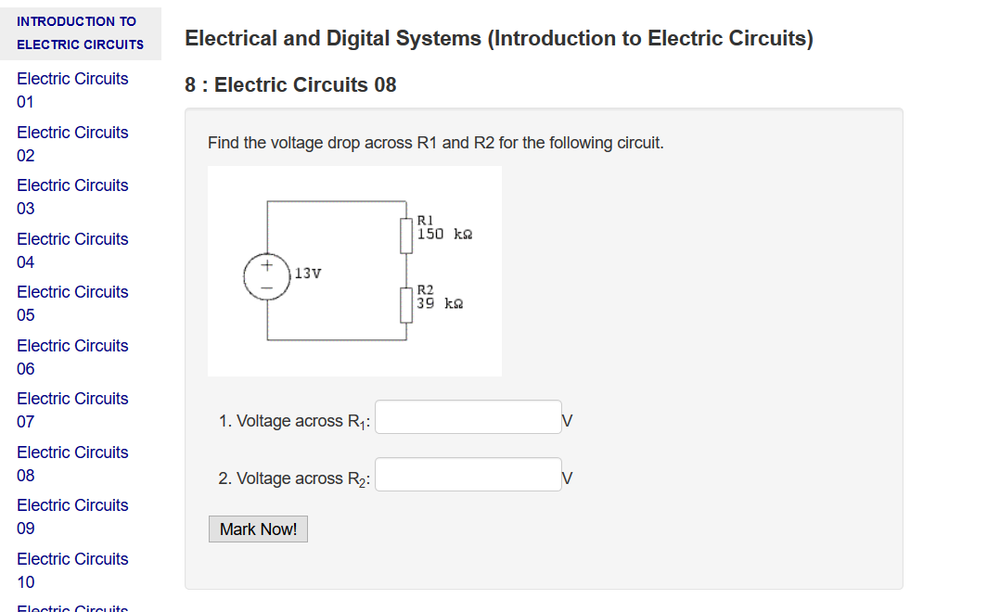 INTRODUCTION TO
ELECTRIC CIRCUITS
Electric Circuits
01
Electric Circuits
02
Electric Circuits
03
Electric Circuits
04
Electric Circuits
05
Electric Circuits
06
Electric Circuits
07
Electric Circuits
08
Electric Circuits
09
Electric Circuits
10
Electric Circuits
Electrical and Digital Systems (Introduction to Electric Circuits)
8 : Electric Circuits 08
Find the voltage drop across R1 and R2 for the following circuit.
R1
150 kΩ
+
13V
−
R2
39 kΩ
1. Voltage across R₁: V
2. Voltage across R₂: V
Mark Now!